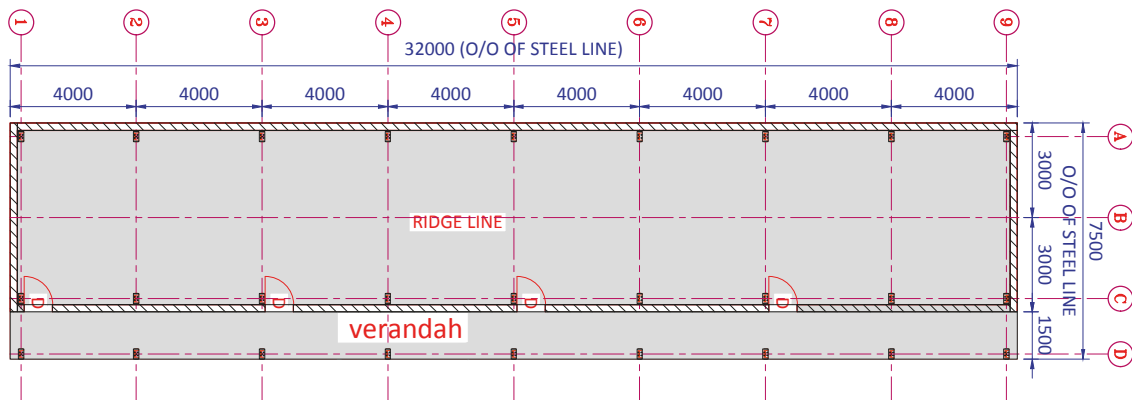 1 2 3 4 5 6 7 8 9
32000 (O/O OF STEEL LINE)
4000 4000 4000 4000 4000 4000 4000 4000
A
B
C
D
3000
3000
1500
O/O OF STEEL LINE
7500
RIDGE LINE
D D D D
verandah